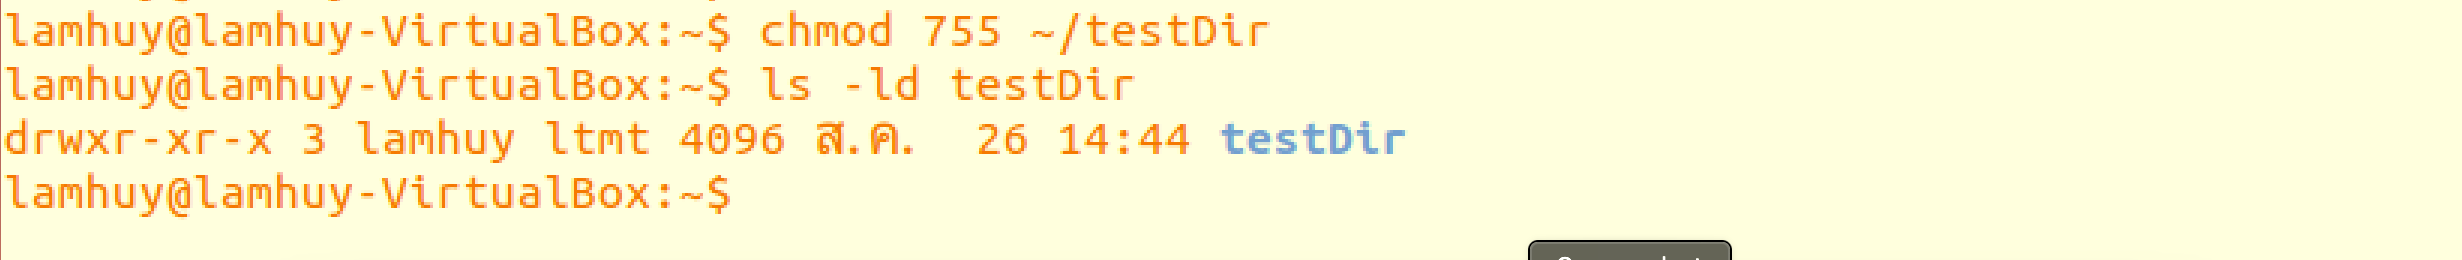 lamhuy@lamhuy-VirtualBox:~$ chmod 755 ~/testDir
lamhuy@lamhuy-VirtualBox:~$ ls -ld testDir
drwxr-xr-x 3 lamhuy ltmt 4096 ส.ค.  26 14:44 testDir
lamhuy@lamhuy-VirtualBox:~$